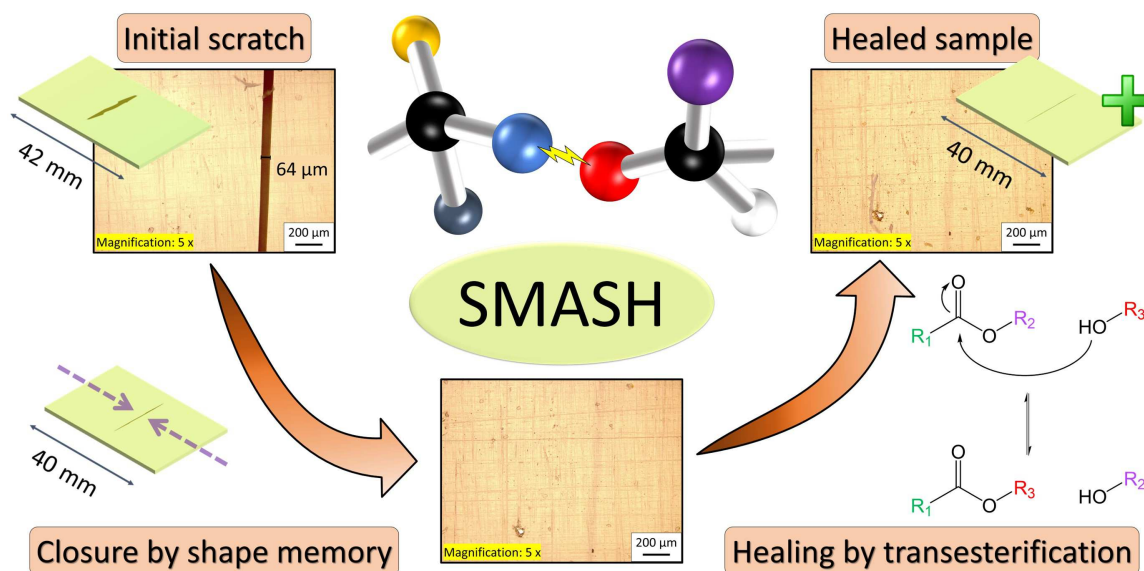 Initial scratch
42 mm
64 µm
Magnification: 5 x
200 µm
Healed sample
40 mm
Magnification: 5 x
200 µm
SMASH
O
R₁
O
R₂
HO
R₃
40 mm
Closure by shape memory
Magnification: 5 x
200 µm
O
R₁
O
R₃
HO
R₂
Healing by transesterification